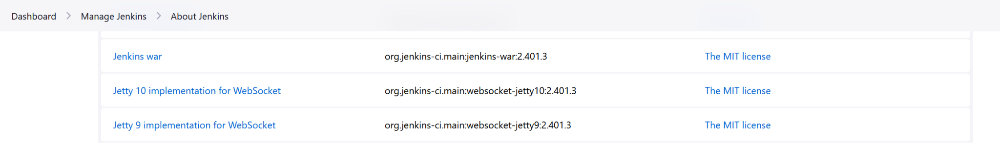 Dashboard > Manage Jenkins > About Jenkins
Jenkins war org.jenkins-ci.main:jenkins-war:2.401.3 The MIT license
Jetty 10 implementation for WebSocket org.jenkins-ci.main:websocket-jetty10:2.401.3 The MIT license
Jetty 9 implementation for WebSocket org.jenkins-ci.main:websocket-jetty9:2.401.3 The MIT license